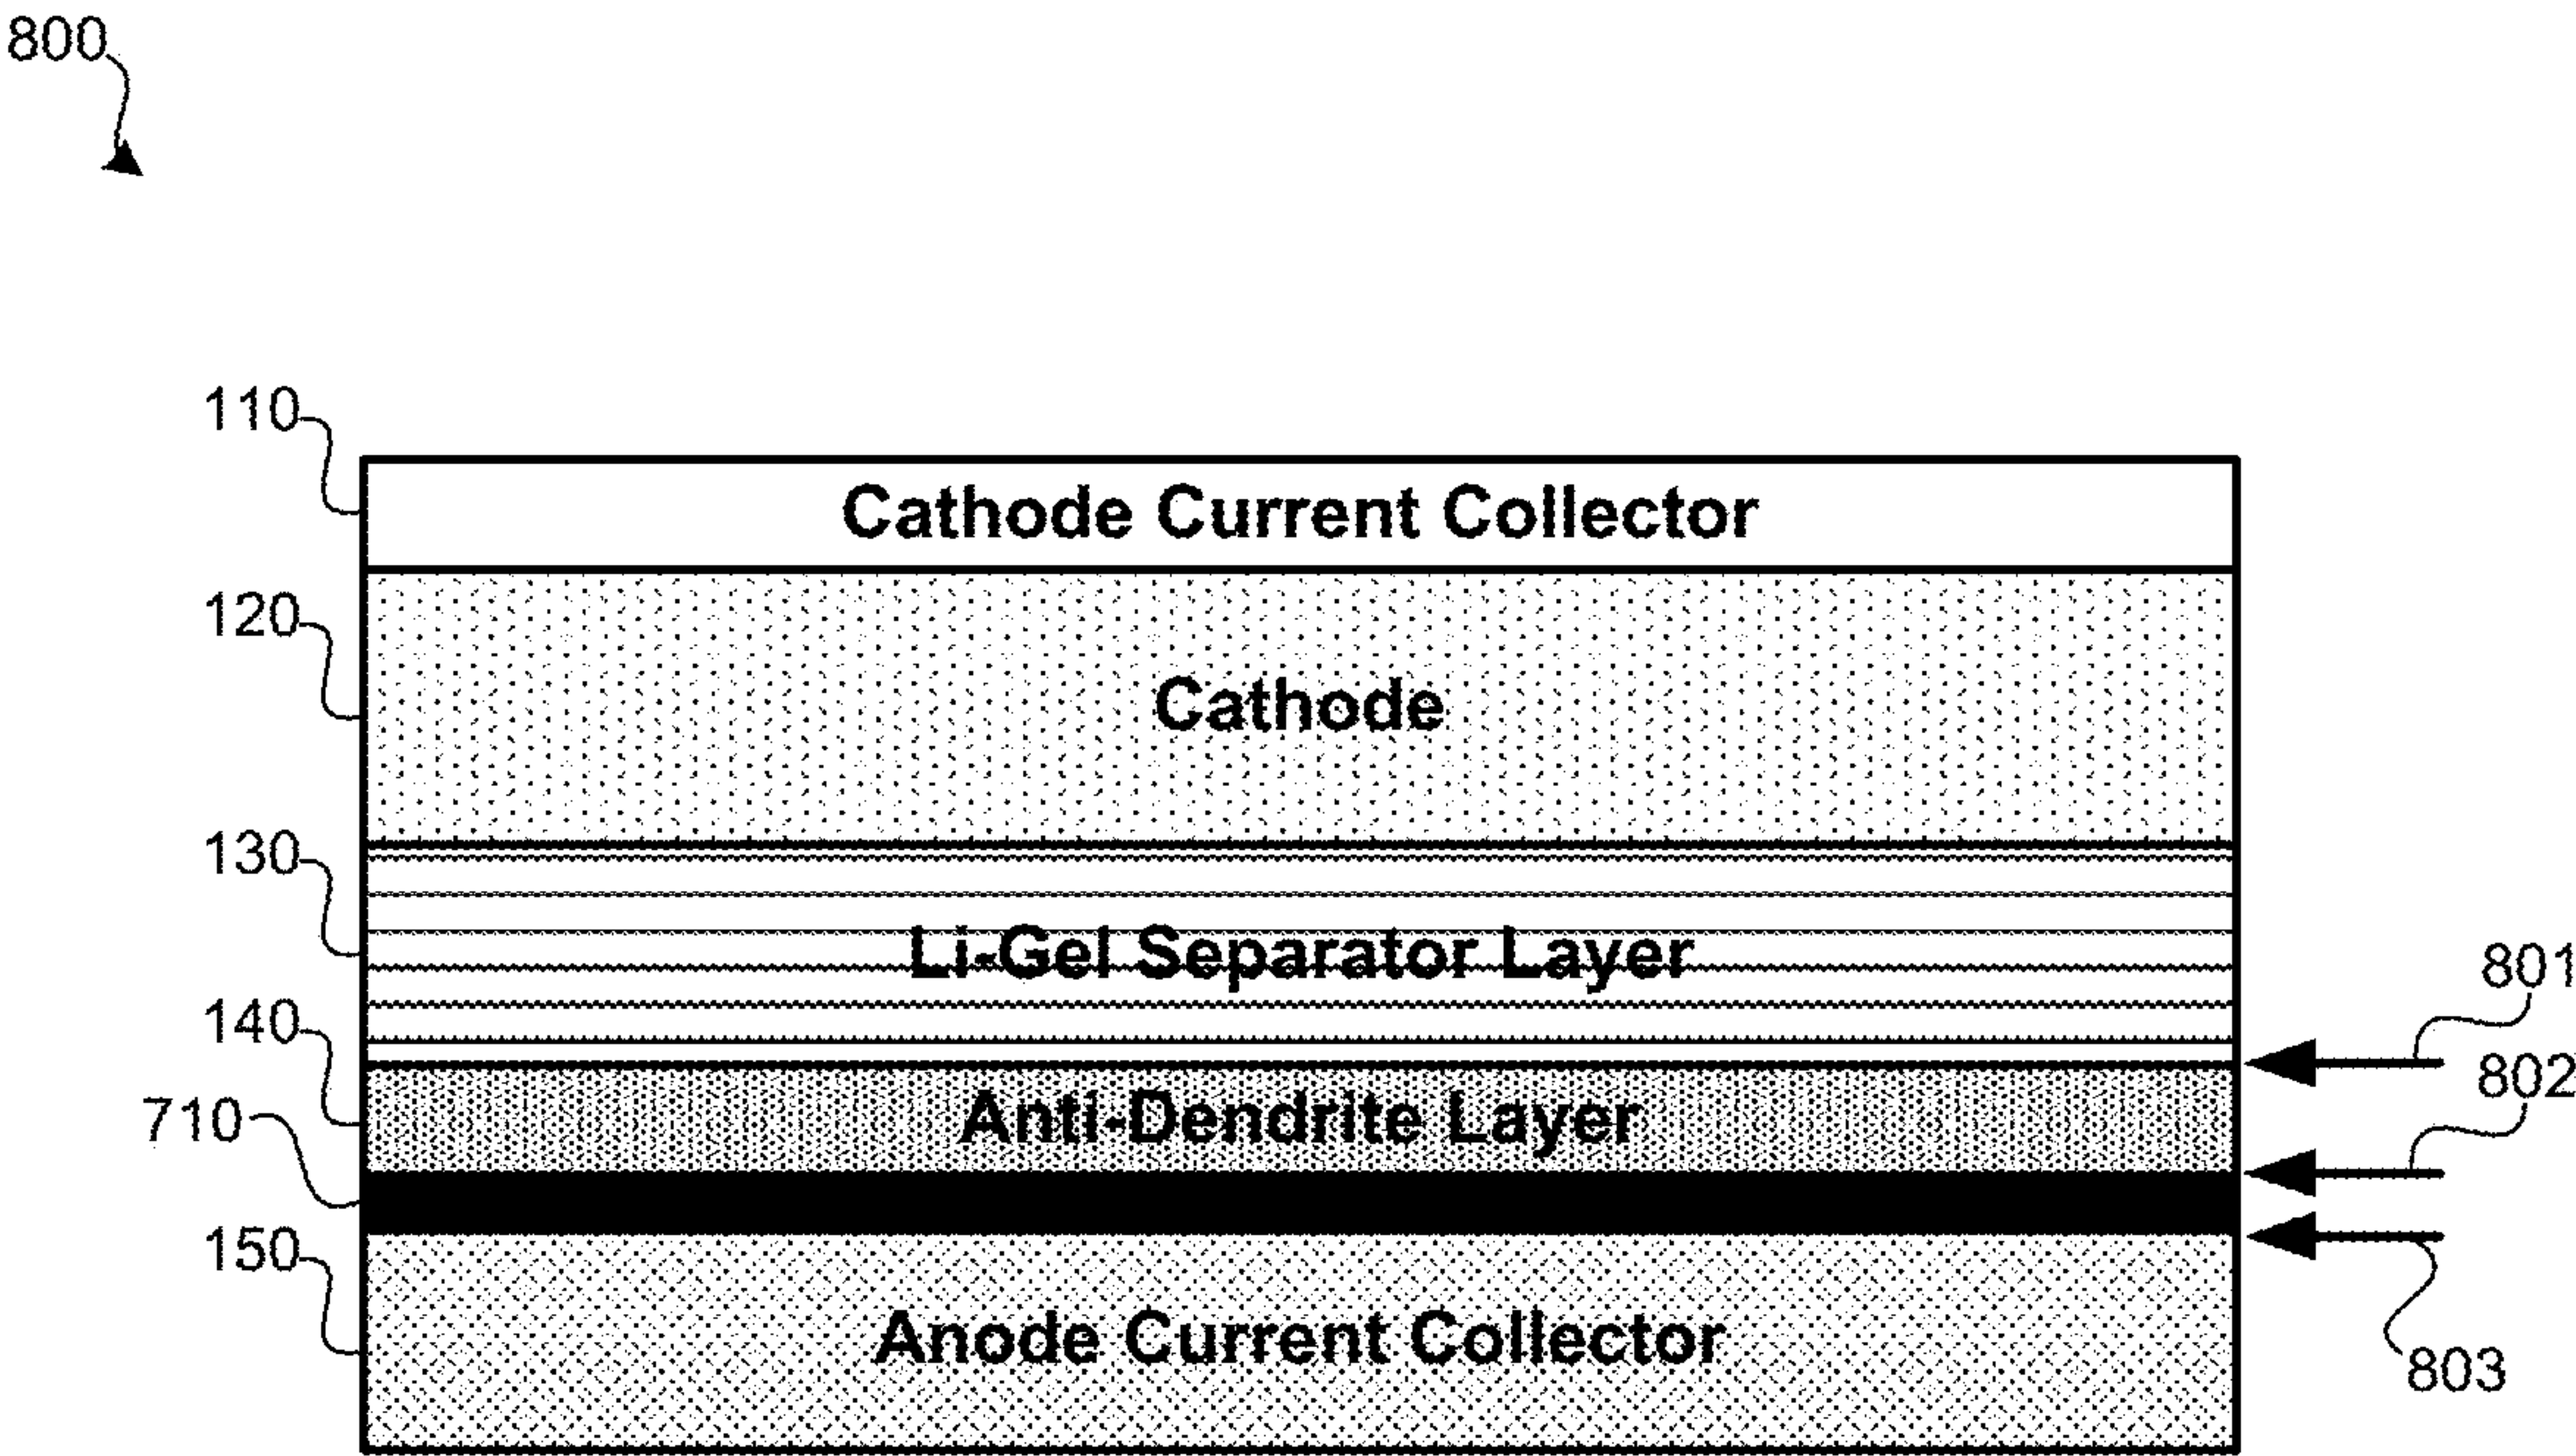 800
110
Cathode Current Collector
120
Cathode
130
Li-Gel Separator Layer
801
140
802
Anti-Dendrite Layer
710
150
Anode Current Collector
803